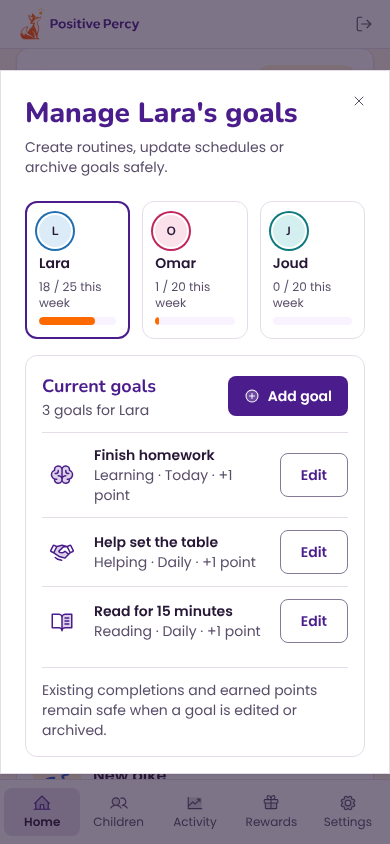 Positive Percy
Manage Lara's goals
Create routines, update schedules or
archive goals safely.
L
Lara
18 / 25 this
week
O
Omar
1 / 20 this
week
J
Joud
0 / 20 this
week
Current goals
3 goals for Lara
Add goal
Finish homework
Learning · Today · +1
point
Edit
Help set the table
Helping · Daily · +1 point
Edit
Read for 15 minutes
Reading · Daily · +1 point
Edit
Existing completions and earned points
remain safe when a goal is edited or
archived.
New bike
Home
Children
Activity
Rewards
Settings